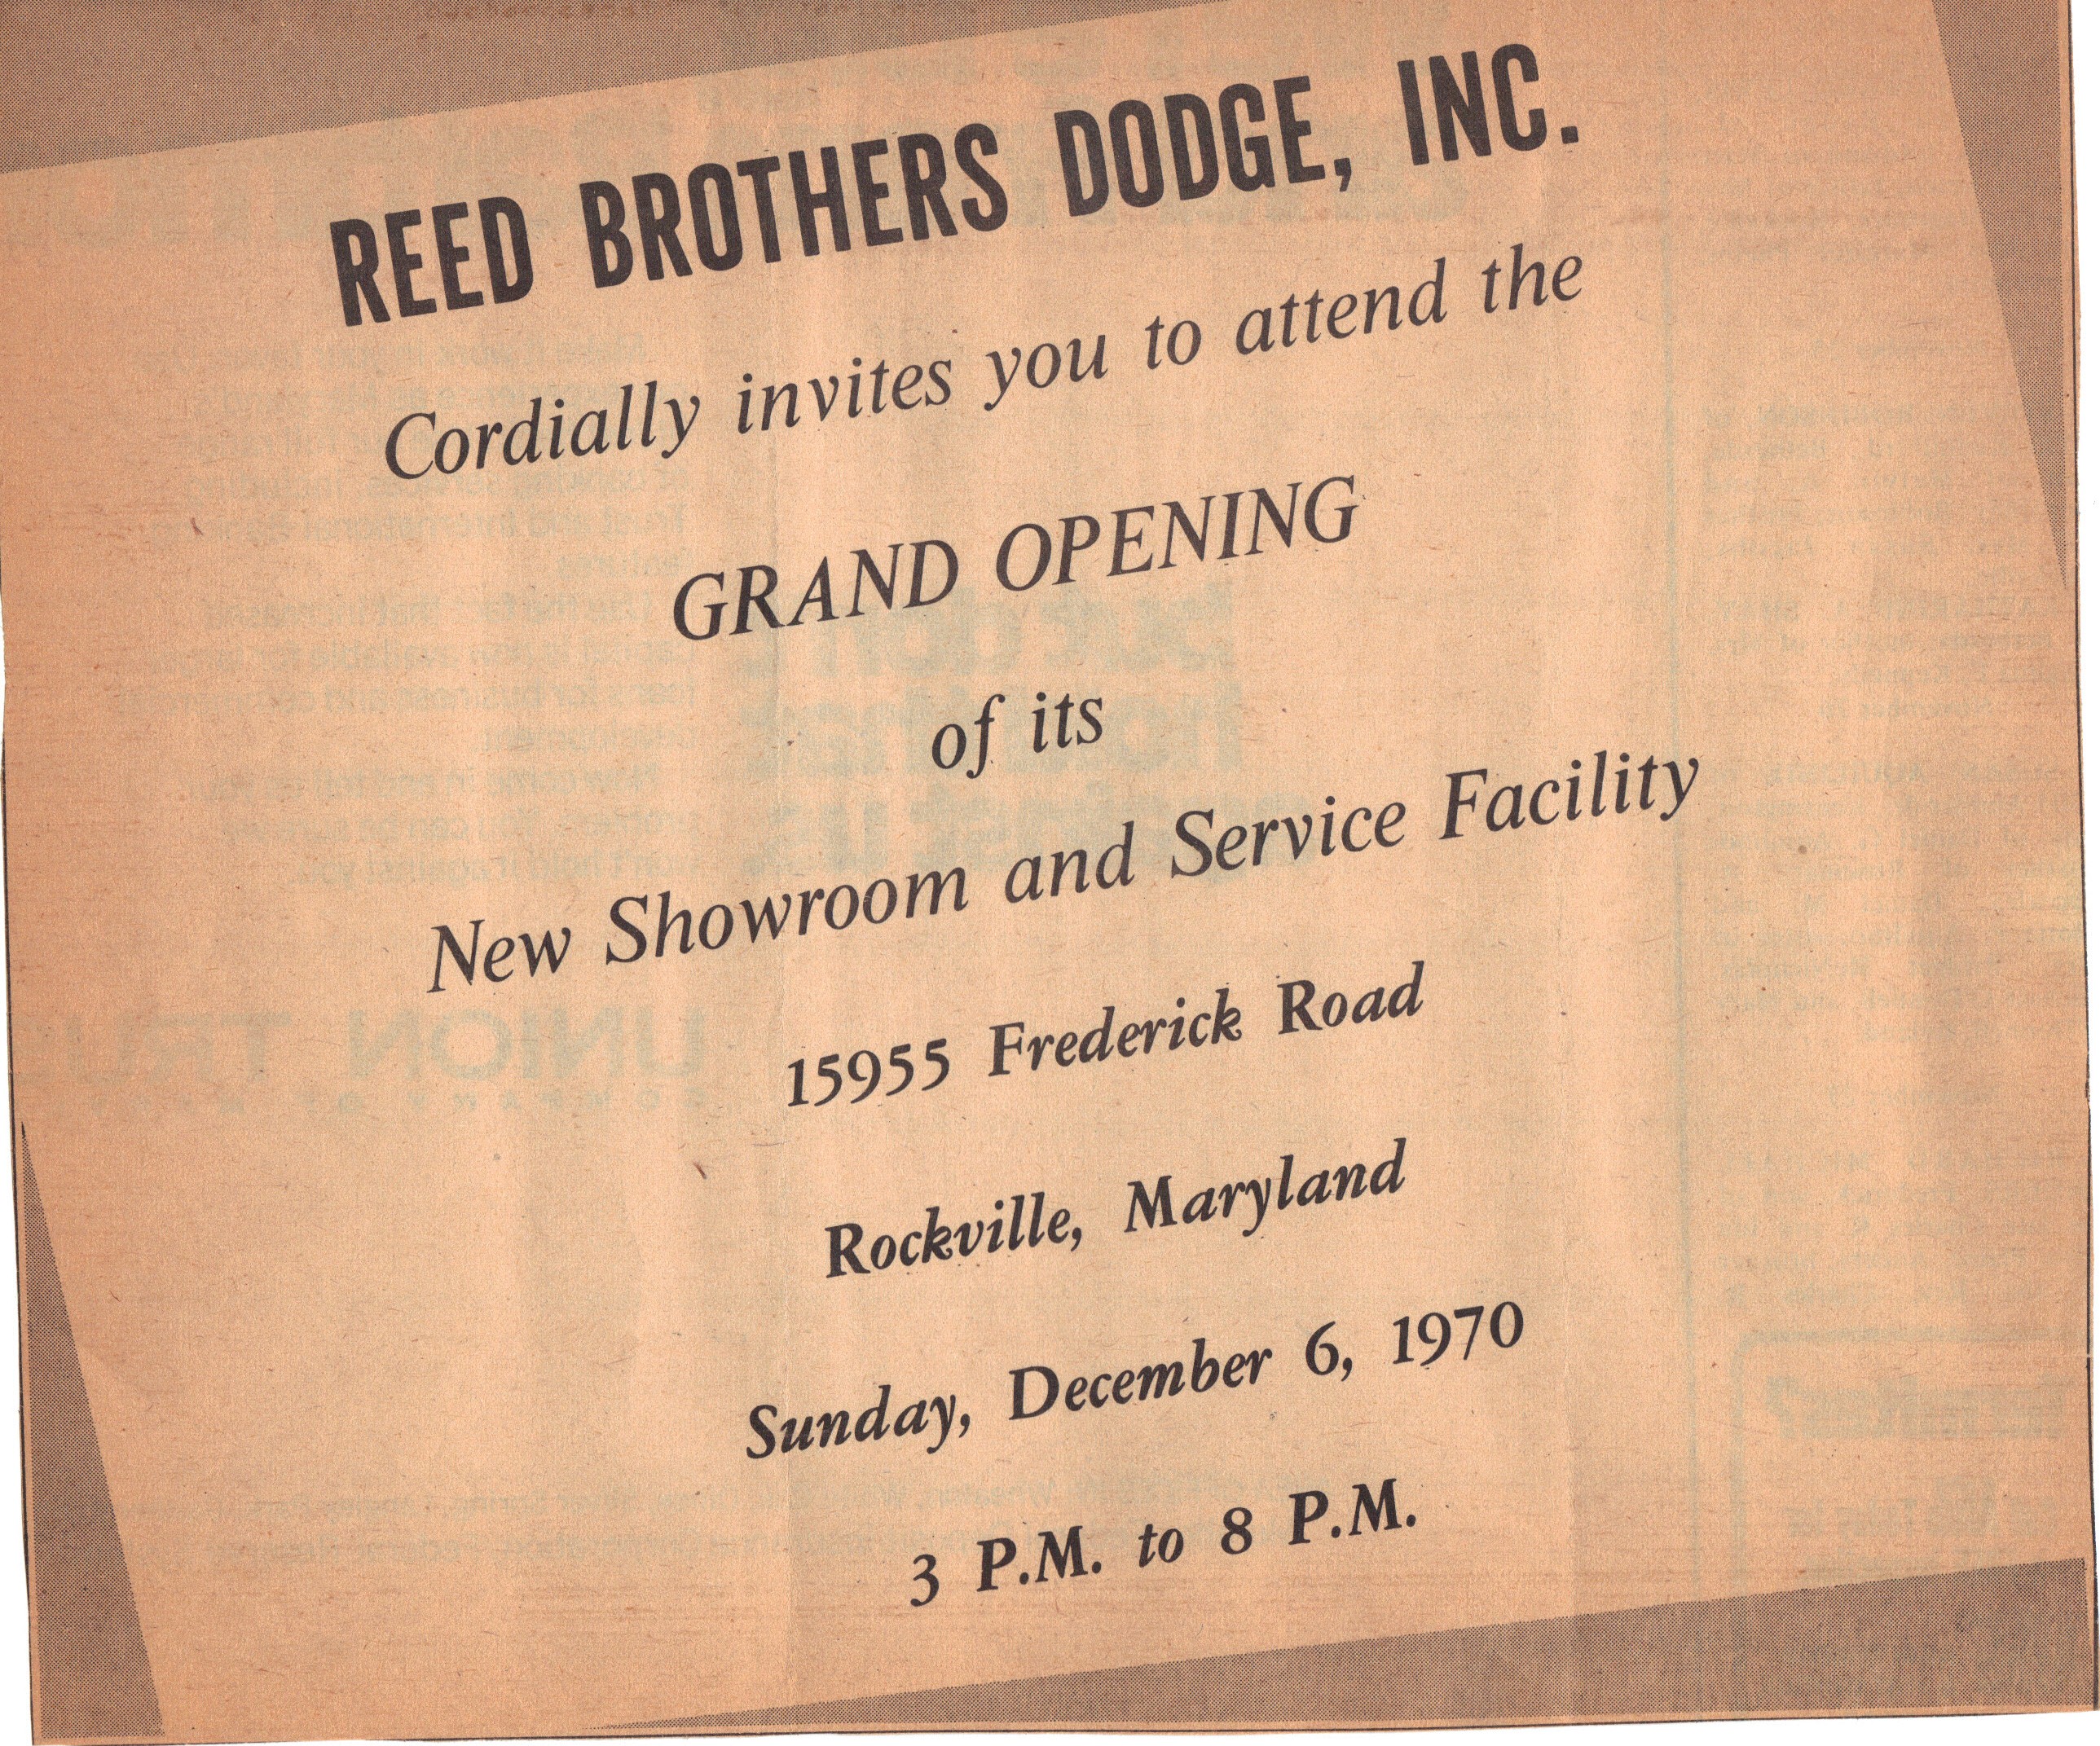 REED BROTHERS DODGE, INC.
Cordially invites you to attend the
GRAND OPENING
of its
New Showroom and Service Facility
15955 Frederick Road
Rockville, Maryland
Sunday, December 6, 1970
3 P.M. to 8 P.M.